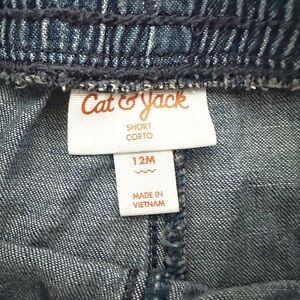 Cat & Jack
SHORT
CORTO
12M
MADE IN
VIETNAM